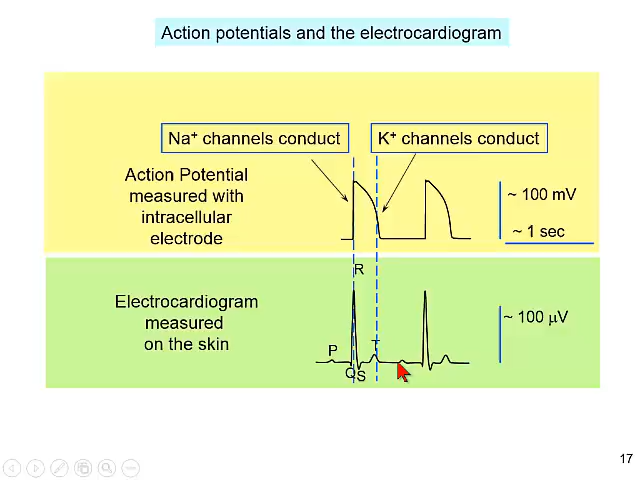 Action potentials and the electrocardiogram
Na⁺ channels conduct
K⁺ channels conduct
Action Potential
measured with
intracellular
electrode
~ 100 mV
~ 1 sec
R
Electrocardiogram
measured
on the skin
P
Q
S
T
~ 100 µV
17